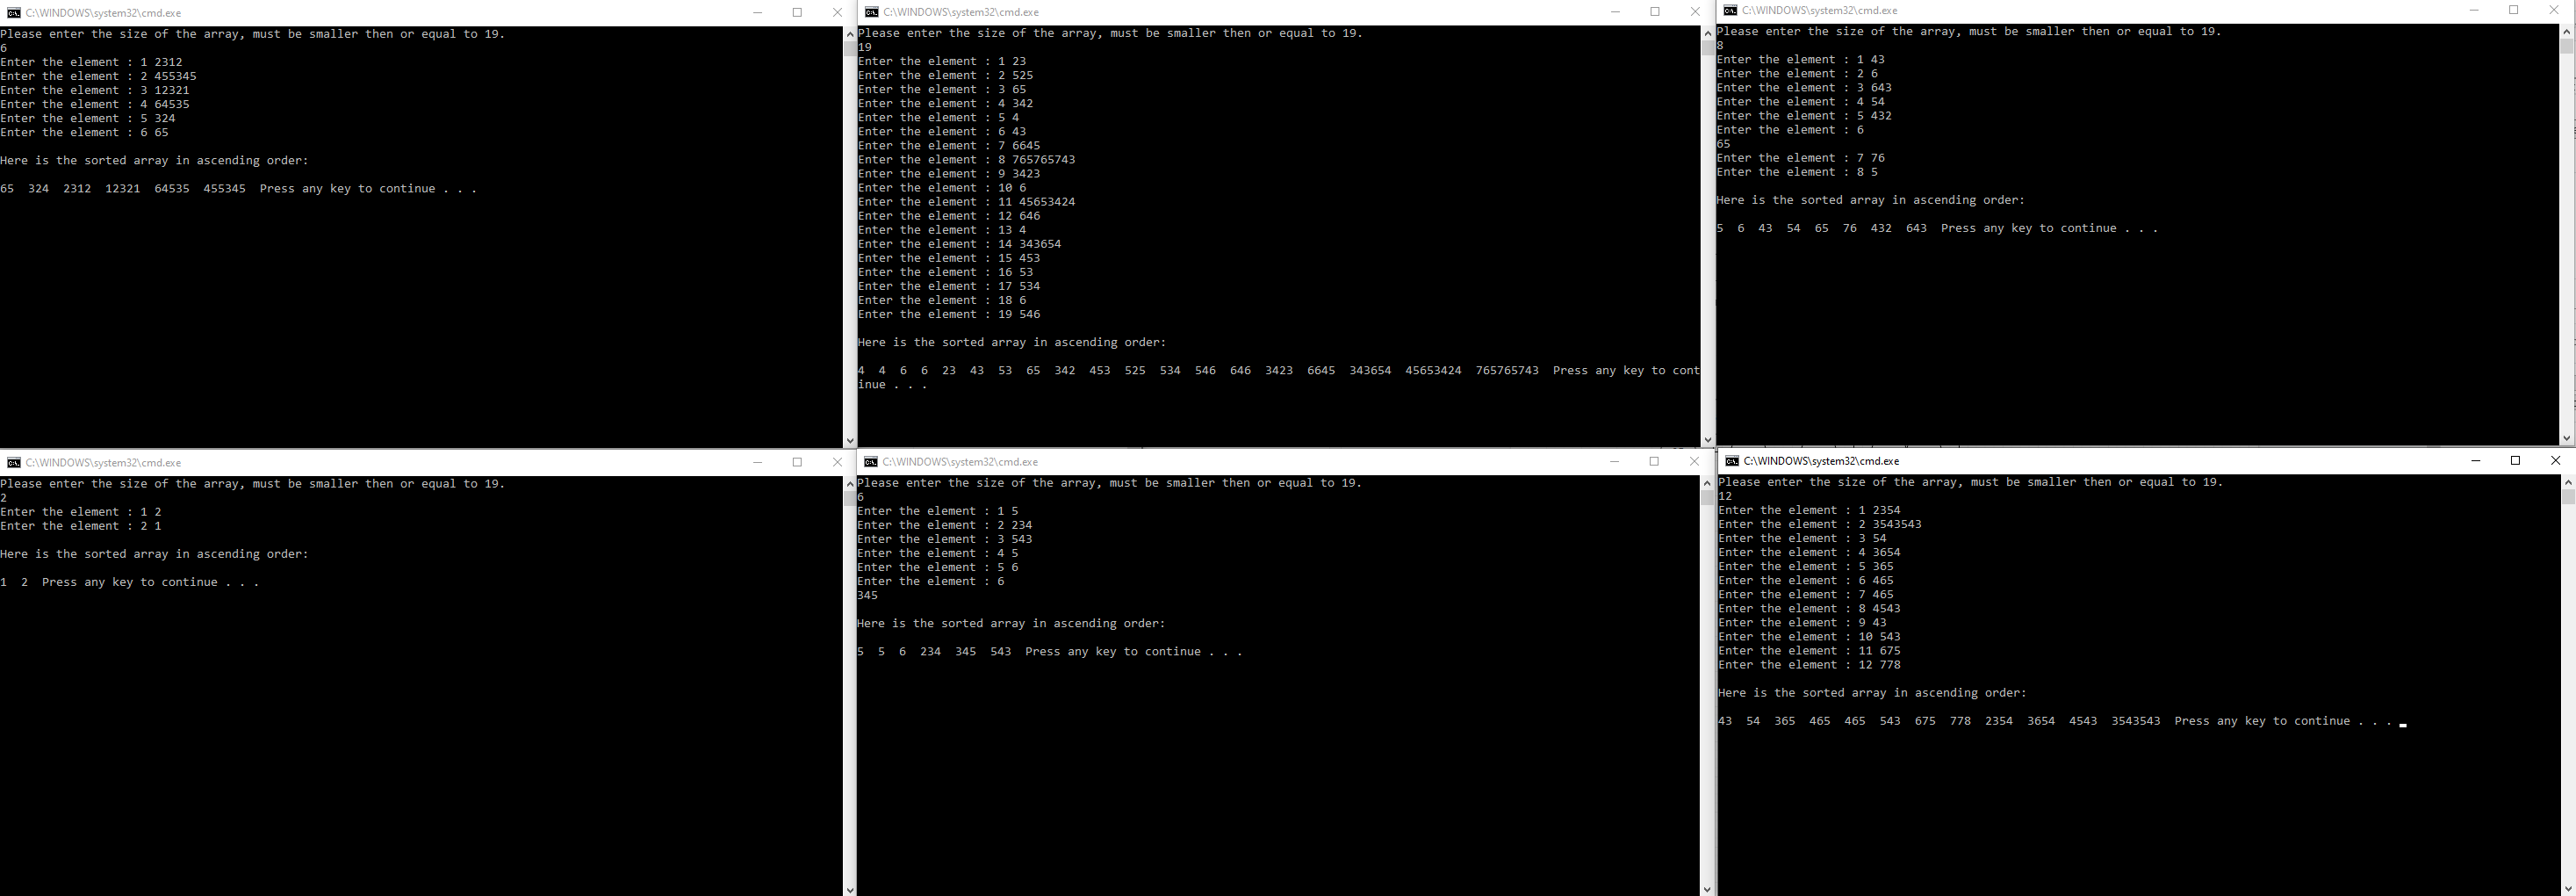 C:\WINDOWS\system32\cmd.exe
Please enter the size of the array, must be smaller then or equal to 19.
6
Enter the element : 1 2312
Enter the element : 2 455345
Enter the element : 3 12321
Enter the element : 4 64535
Enter the element : 5 324
Enter the element : 6 65
Here is the sorted array in ascending order:
65  324  2312  12321  64535  455345  Press any key to continue . . .
C:\WINDOWS\system32\cmd.exe
Please enter the size of the array, must be smaller then or equal to 19.
19
Enter the element : 1 23
Enter the element : 2 525
Enter the element : 3 65
Enter the element : 4 342
Enter the element : 5 4
Enter the element : 6 43
Enter the element : 7 6645
Enter the element : 8 765765743
Enter the element : 9 3423
Enter the element : 10 6
Enter the element : 11 45653424
Enter the element : 12 646
Enter the element : 13 4
Enter the element : 14 343654
Enter the element : 15 453
Enter the element : 16 53
Enter the element : 17 534
Enter the element : 18 6
Enter the element : 19 546
Here is the sorted array in ascending order:
4  4  6  6  23  43  53  65  342  453  525  534  546  646  3423  6645  343654  45653424  765765743  Press any key to cont
inue . . .
C:\WINDOWS\system32\cmd.exe
Please enter the size of the array, must be smaller then or equal to 19.
8
Enter the element : 1 43
Enter the element : 2 6
Enter the element : 3 643
Enter the element : 4 54
Enter the element : 5 432
Enter the element : 6
65
Enter the element : 7 76
Enter the element : 8 5
Here is the sorted array in ascending order:
5  6  43  54  65  76  432  643  Press any key to continue . . .
C:\WINDOWS\system32\cmd.exe
Please enter the size of the array, must be smaller then or equal to 19.
2
Enter the element : 1 2
Enter the element : 2 1
Here is the sorted array in ascending order:
1  2  Press any key to continue . . .
C:\WINDOWS\system32\cmd.exe
Please enter the size of the array, must be smaller then or equal to 19.
6
Enter the element : 1 5
Enter the element : 2 234
Enter the element : 3 543
Enter the element : 4 5
Enter the element : 5 6
Enter the element : 6
345
Here is the sorted array in ascending order:
5  5  6  234  345  543  Press any key to continue . . .
C:\WINDOWS\system32\cmd.exe
Please enter the size of the array, must be smaller then or equal to 19.
12
Enter the element : 1 2354
Enter the element : 2 3543543
Enter the element : 3 54
Enter the element : 4 3654
Enter the element : 5 365
Enter the element : 6 465
Enter the element : 7 465
Enter the element : 8 4543
Enter the element : 9 43
Enter the element : 10 543
Enter the element : 11 675
Enter the element : 12 778
Here is the sorted array in ascending order:
43  54  365  465  465  543  675  778  2354  3654  4543  3543543  Press any key to continue . . .